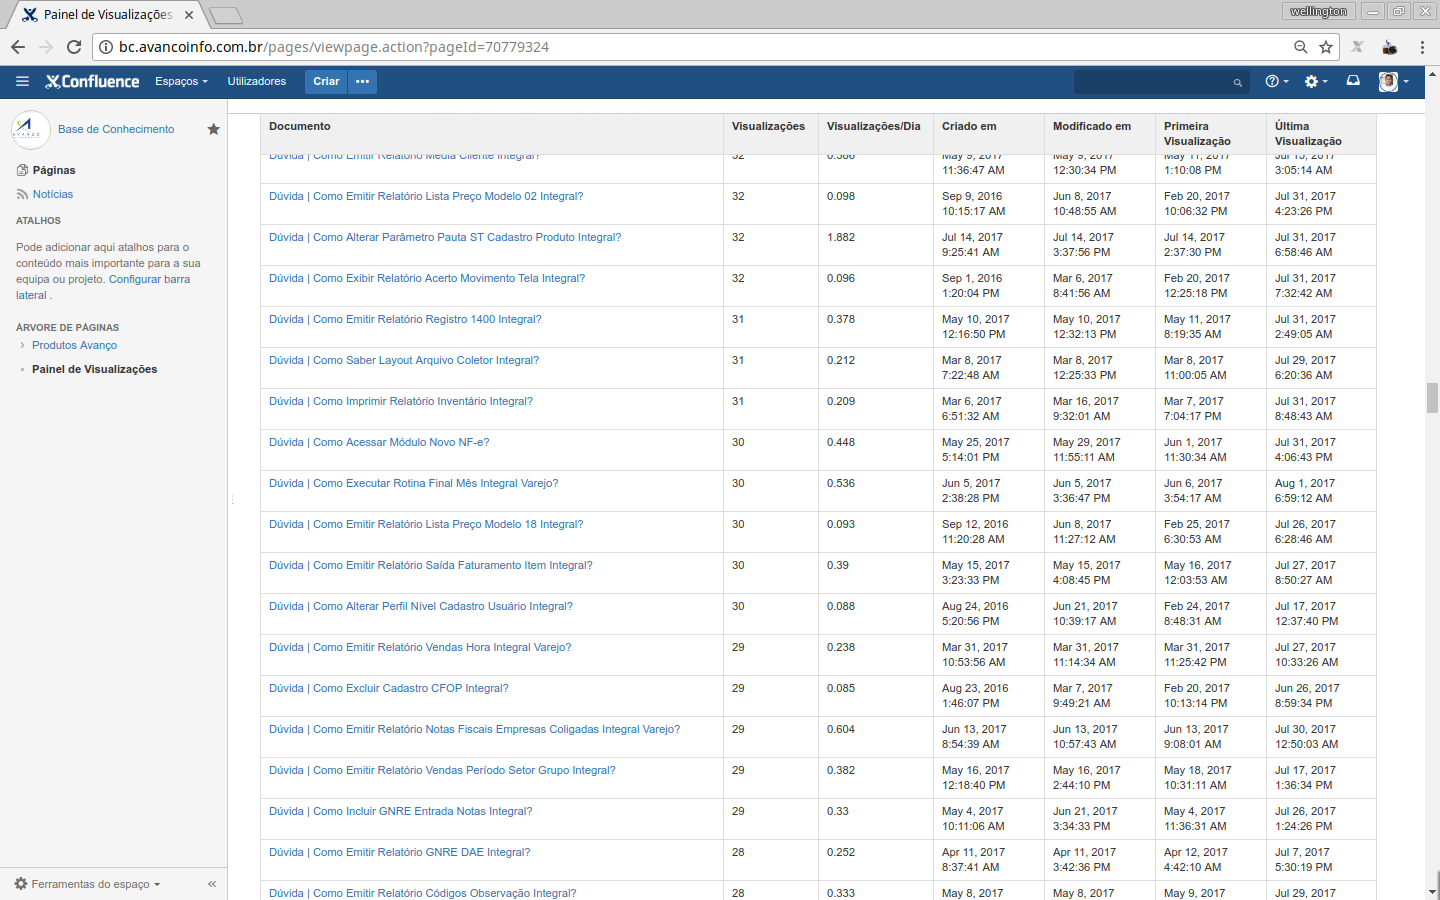 Painel de Visualizações
wellington
bc.avancoinfo.com.br/pages/viewpage.action?pageId=70779324
Confluence Espaços Utilizadores Criar •••
AVANÇO
Base de Conhecimento
Páginas
Notícias
ATALHOS
Pode adicionar aqui atalhos para o
conteúdo mais importante para a sua
equipa ou projeto. Configurar barra
lateral .
ÁRVORE DE PÁGINAS
Produtos Avanço
Painel de Visualizações
Ferramentas do espaço
Documento Visualizações Visualizações/Dia Criado em Modificado em Primeira Última
Visualização Visualização
Dúvida | Como Emitir Relatório Média Cliente Integral? 32 0.386 May 9, 2017 May 9, 2017 May 11, 2017 Jul 15, 2017
11:36:47 AM 12:30:34 PM 1:10:08 PM 3:05:14 AM
Dúvida | Como Emitir Relatório Lista Preço Modelo 02 Integral? 32 0.098 Sep 9, 2016 Jun 8, 2017 Feb 20, 2017 Jul 31, 2017
10:15:17 AM 10:48:55 AM 10:06:32 PM 4:23:26 PM
Dúvida | Como Alterar Parâmetro Pauta ST Cadastro Produto Integral? 32 1.882 Jul 14, 2017 Jul 14, 2017 Jul 14, 2017 Jul 31, 2017
9:25:41 AM 3:37:56 PM 2:37:30 PM 6:58:46 AM
Dúvida | Como Exibir Relatório Acerto Movimento Tela Integral? 32 0.096 Sep 1, 2016 Mar 6, 2017 Feb 20, 2017 Jul 31, 2017
1:20:04 PM 8:41:56 AM 12:25:18 PM 7:32:42 AM
Dúvida | Como Emitir Relatório Registro 1400 Integral? 31 0.378 May 10, 2017 May 10, 2017 May 11, 2017 Jul 31, 2017
12:16:50 PM 12:32:13 PM 8:19:35 AM 2:49:05 AM
Dúvida | Como Saber Layout Arquivo Coletor Integral? 31 0.212 Mar 8, 2017 Mar 8, 2017 Mar 8, 2017 Jul 29, 2017
7:22:48 AM 12:25:33 PM 11:00:05 AM 6:20:36 AM
Dúvida | Como Imprimir Relatório Inventário Integral? 31 0.209 Mar 6, 2017 Mar 16, 2017 Mar 7, 2017 Jul 31, 2017
6:51:32 AM 9:32:01 AM 7:04:17 PM 8:48:43 AM
Dúvida | Como Acessar Módulo Novo NF-e? 30 0.448 May 25, 2017 May 29, 2017 Jun 1, 2017 Jul 31, 2017
5:14:01 PM 11:55:11 AM 11:30:34 AM 4:06:43 PM
Dúvida | Como Executar Rotina Final Mês Integral Varejo? 30 0.536 Jun 5, 2017 Jun 5, 2017 Jun 6, 2017 Aug 1, 2017
2:38:28 PM 3:36:47 PM 3:54:17 AM 6:59:12 AM
Dúvida | Como Emitir Relatório Lista Preço Modelo 18 Integral? 30 0.093 Sep 12, 2016 Jun 8, 2017 Feb 25, 2017 Jul 26, 2017
11:20:28 AM 11:27:12 AM 6:30:53 AM 6:28:46 AM
Dúvida | Como Emitir Relatório Saída Faturamento Item Integral? 30 0.39 May 15, 2017 May 15, 2017 May 16, 2017 Jul 27, 2017
3:23:33 PM 4:08:45 PM 12:03:53 AM 8:50:27 AM
Dúvida | Como Alterar Perfil Nível Cadastro Usuário Integral? 30 0.088 Aug 24, 2016 Jun 21, 2017 Feb 24, 2017 Jul 17, 2017
5:20:56 PM 10:39:17 AM 8:48:31 AM 12:37:40 PM
Dúvida | Como Emitir Relatório Vendas Hora Integral Varejo? 29 0.238 Mar 31, 2017 Mar 31, 2017 Mar 31, 2017 Jul 27, 2017
10:53:56 AM 11:14:34 AM 11:25:42 PM 10:33:26 AM
Dúvida | Como Excluir Cadastro CFOP Integral? 29 0.085 Aug 23, 2016 Mar 7, 2017 Feb 20, 2017 Jun 26, 2017
1:46:07 PM 9:49:21 AM 10:13:14 PM 8:59:34 PM
Dúvida | Como Emitir Relatório Notas Fiscais Empresas Coligadas Integral Varejo? 29 0.604 Jun 13, 2017 Jun 13, 2017 Jun 13, 2017 Jul 30, 2017
8:54:39 AM 10:57:43 AM 9:08:01 AM 12:50:03 AM
Dúvida | Como Emitir Relatório Vendas Período Setor Grupo Integral? 29 0.382 May 16, 2017 May 16, 2017 May 18, 2017 Jul 17, 2017
12:18:40 PM 2:44:10 PM 10:31:11 AM 1:36:34 PM
Dúvida | Como Incluir GNRE Entrada Notas Integral? 29 0.33 May 4, 2017 Jun 21, 2017 May 4, 2017 Jul 26, 2017
10:11:06 AM 3:34:33 PM 11:36:31 AM 1:24:26 PM
Dúvida | Como Emitir Relatório GNRE DAE Integral? 28 0.252 Apr 11, 2017 Apr 11, 2017 Apr 12, 2017 Jul 7, 2017
8:37:41 AM 3:42:36 PM 4:42:10 AM 5:30:19 PM
Dúvida | Como Emitir Relatório Códigos Observação Integral? 28 0.333 May 8, 2017 May 8, 2017 May 9, 2017 Jul 29, 2017